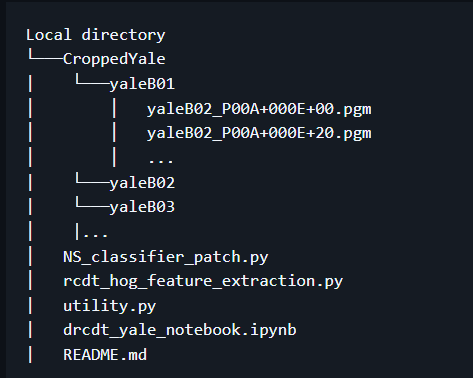 Local directory
└───CroppedYale
│    └───yaleB01
│        │   yaleB02_P00A+000E+00.pgm
│        │   yaleB02_P00A+000E+20.pgm
│        │   ...
│    └───yaleB02
│    └───yaleB03
│    |...
│   NS_classifier_patch.py
│   rcdt_hog_feature_extraction.py
│   utility.py
│   drcdt_yale_notebook.ipynb
│   README.md